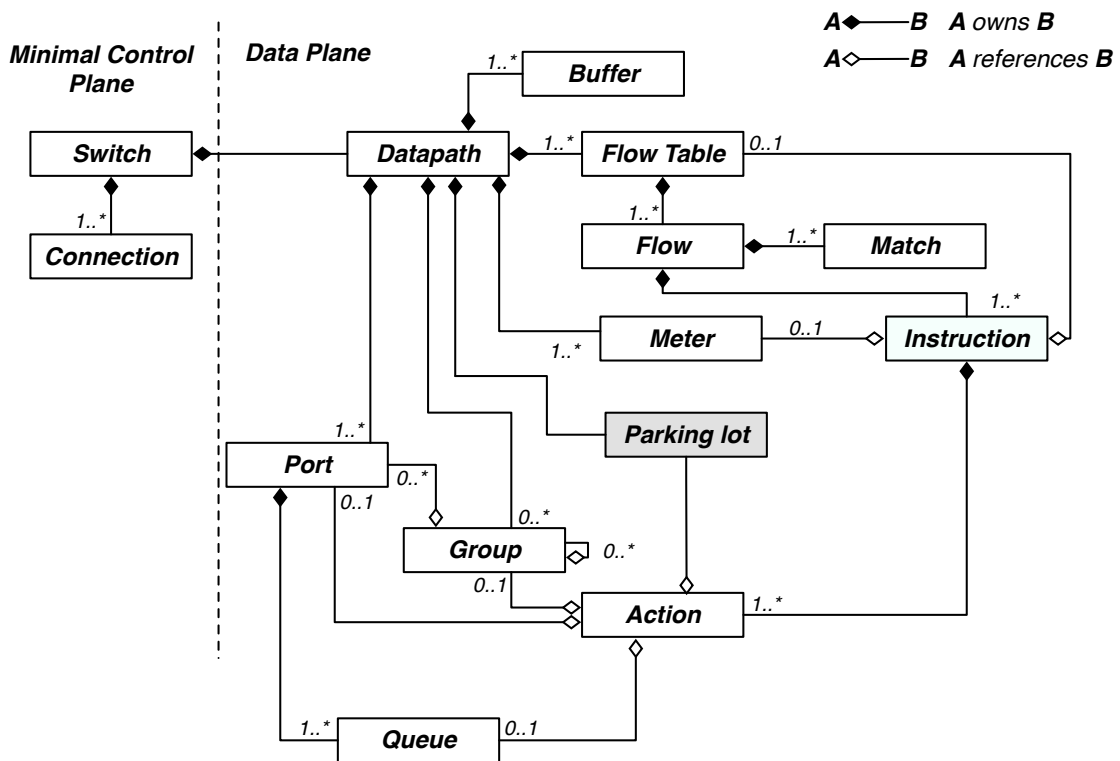 A B A owns B
A B A references B
Minimal Control
Plane
Data Plane
1..*
Buffer
Switch
Datapath
1..*
Flow Table
0..1
1..*
Connection
1..*
Flow
1..*
Match
1..*
1..*
Meter
0..1
Instruction
Parking lot
1..*
Port
0..*
0..1
0..*
Group
0..*
0..1
Action
1..*
1..*
Queue
0..1